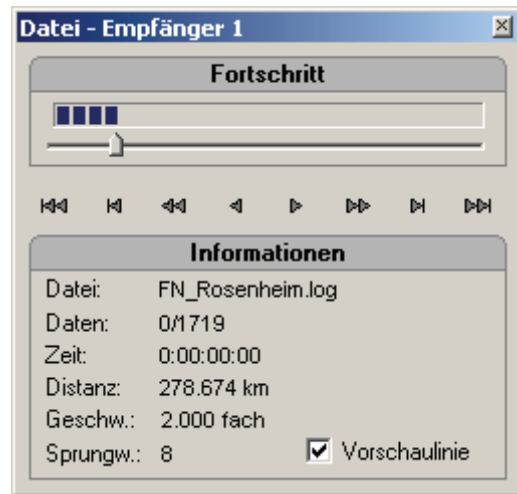 Datei - Empfänger 1
Fortschritt
Informationen
Datei: FN_Rosenheim.log
Daten: 0/1719
Zeit: 0:00:00:00
Distanz: 278.674 km
Geschw.: 2.000 fach
Sprungw.: 8 Vorschaulinie